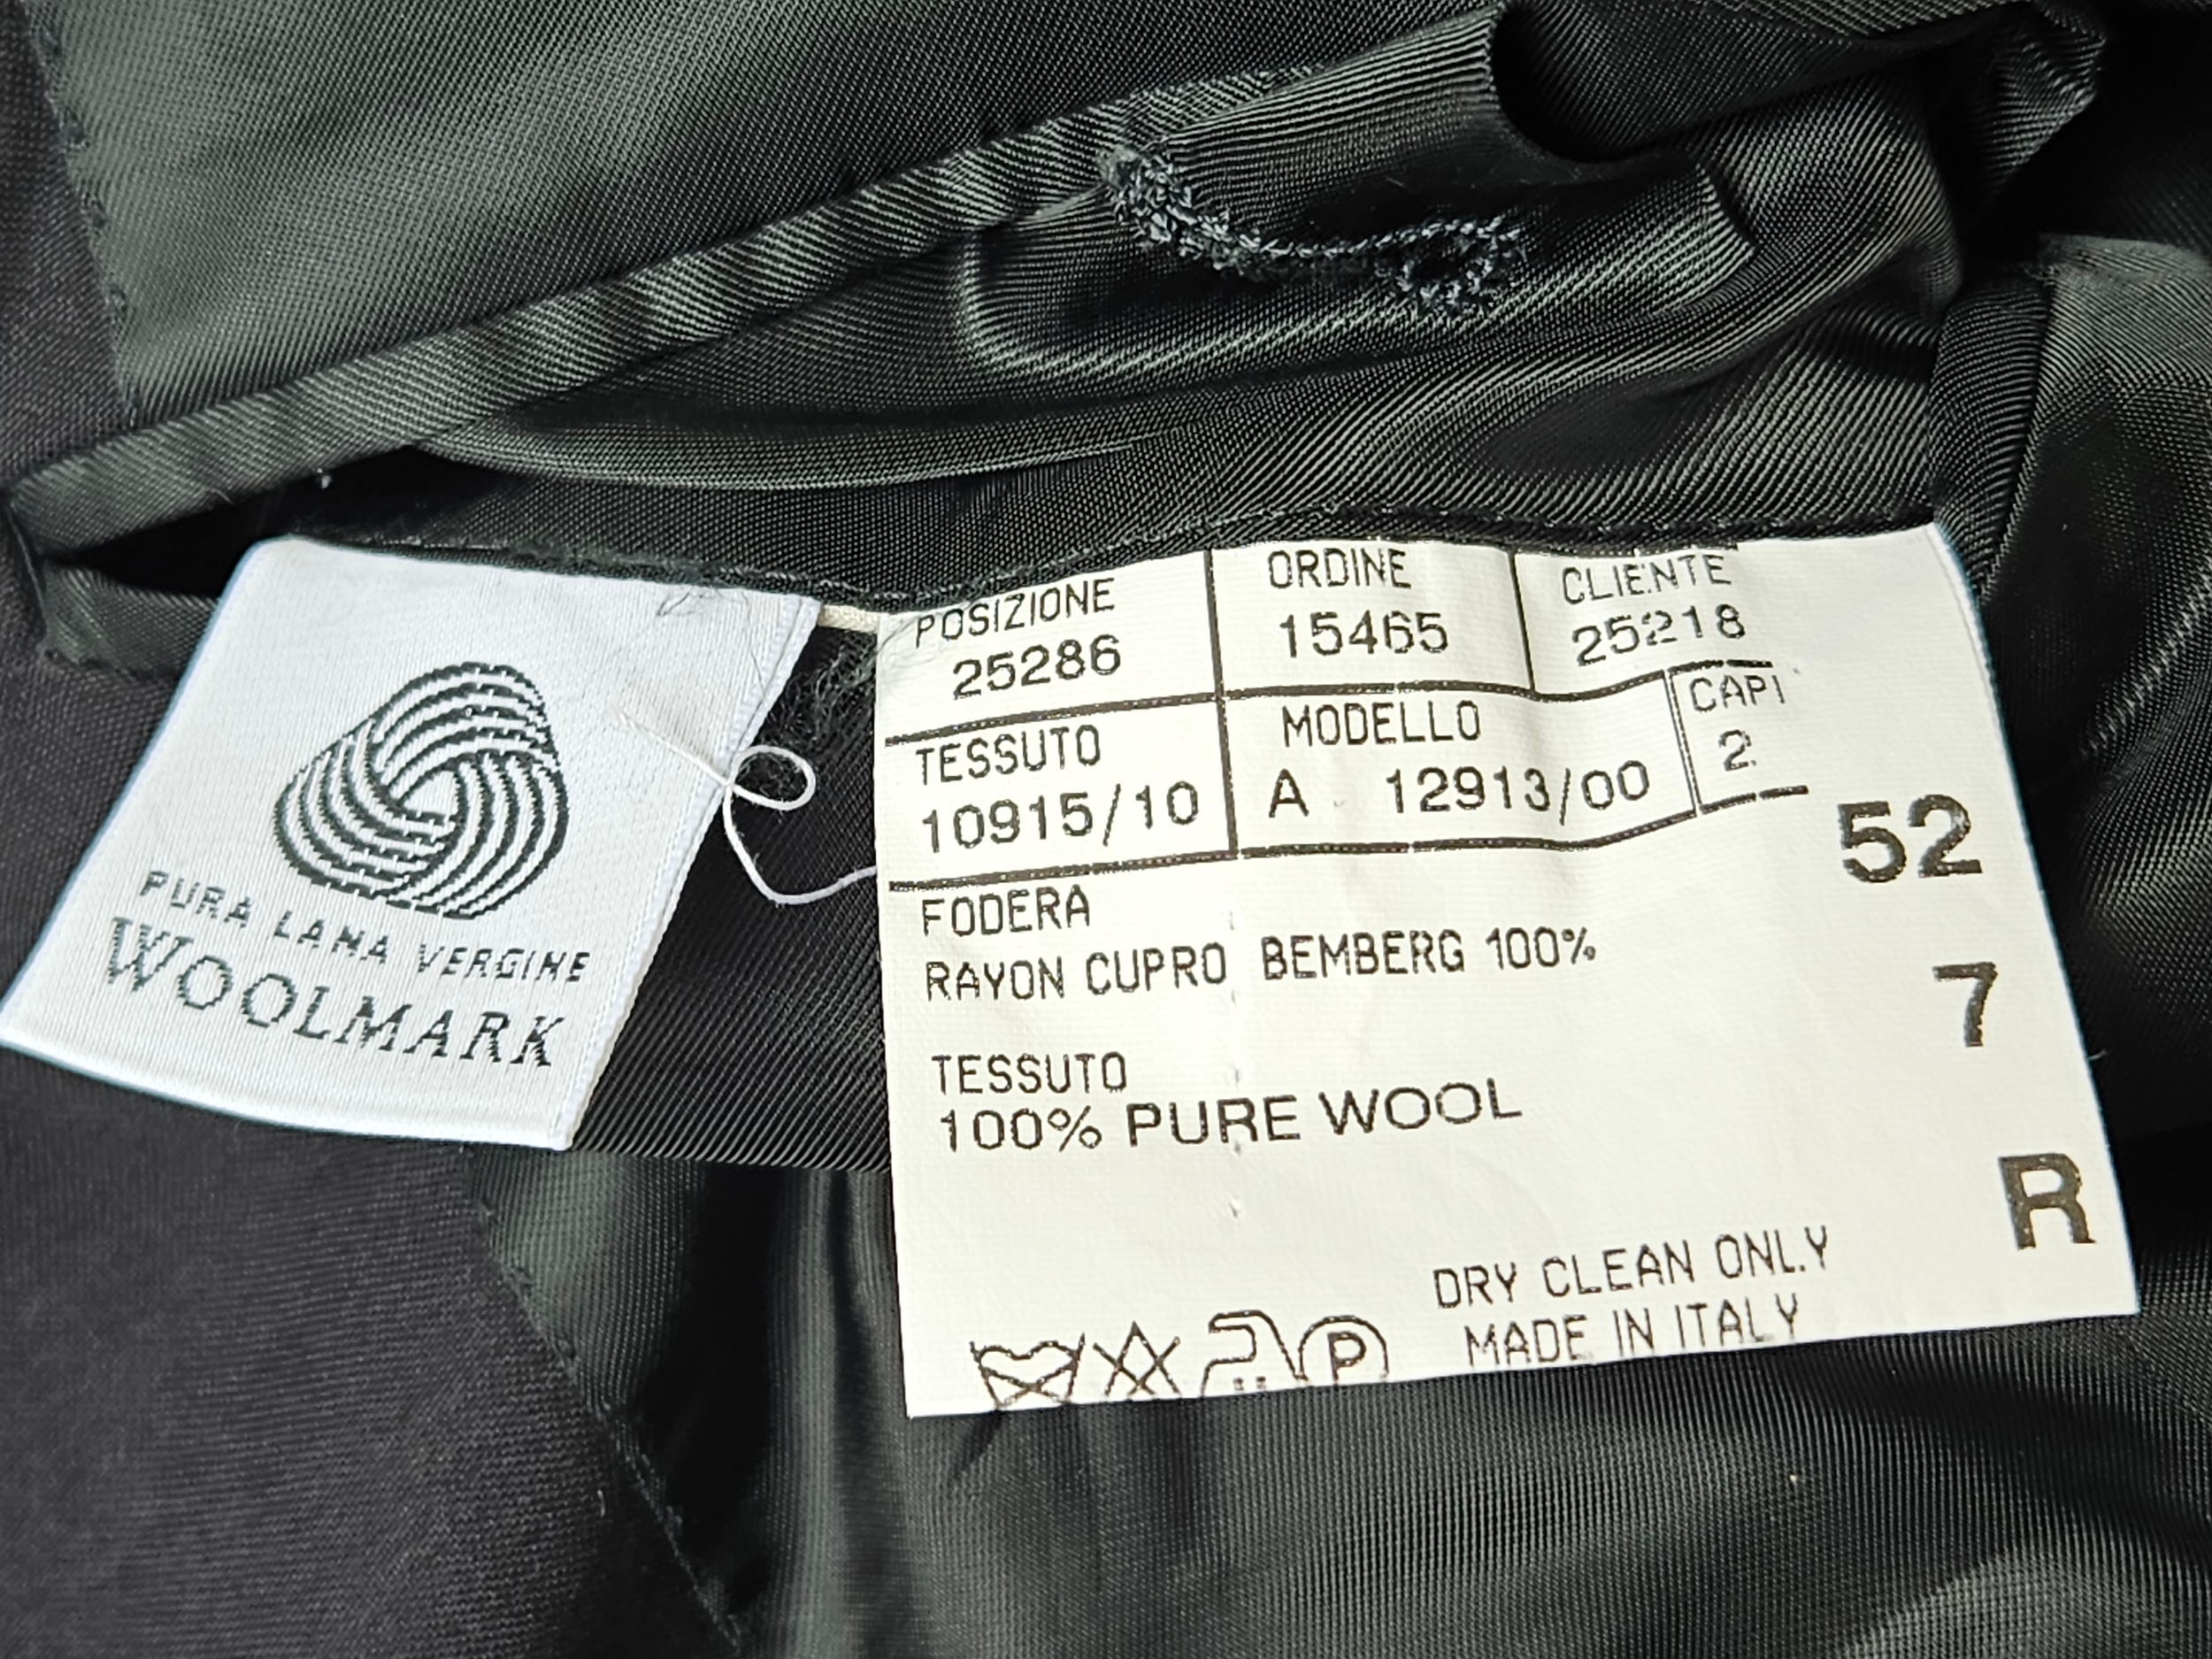 PURA LANA VERGINE
WOOLMARK
POSIZIONE ORDINE CLIENTE
25286 15465 25218
TESSUTO MODELLO CAPI
10915/10 A 12913/00 2
52
FODERA
RAYON CUPRO BEMBERG 100%
7
TESSUTO
100% PURE WOOL
R
DRY CLEAN ONLY
MADE IN ITALY
P